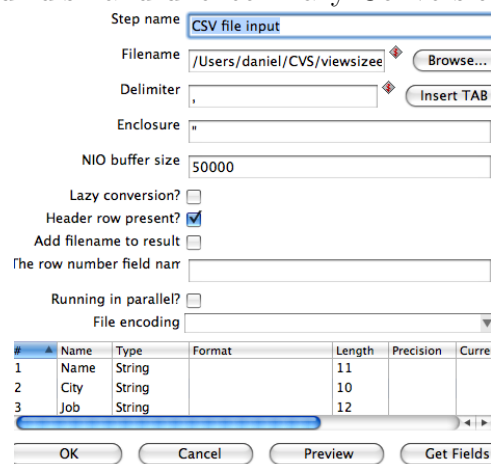 Step name CSV file input
Filename /Users/daniel/CVS/viewsizee Browse...
Delimiter , Insert TAB
Enclosure "
NIO buffer size 50000
Lazy conversion?
Header row present?
Add filename to result
The row number field nam
Running in parallel?
File encoding
# Name Type Format Length Precision Curre
1 Name String 11
2 City String 10
3 Job String 12
OK Cancel Preview Get Fields